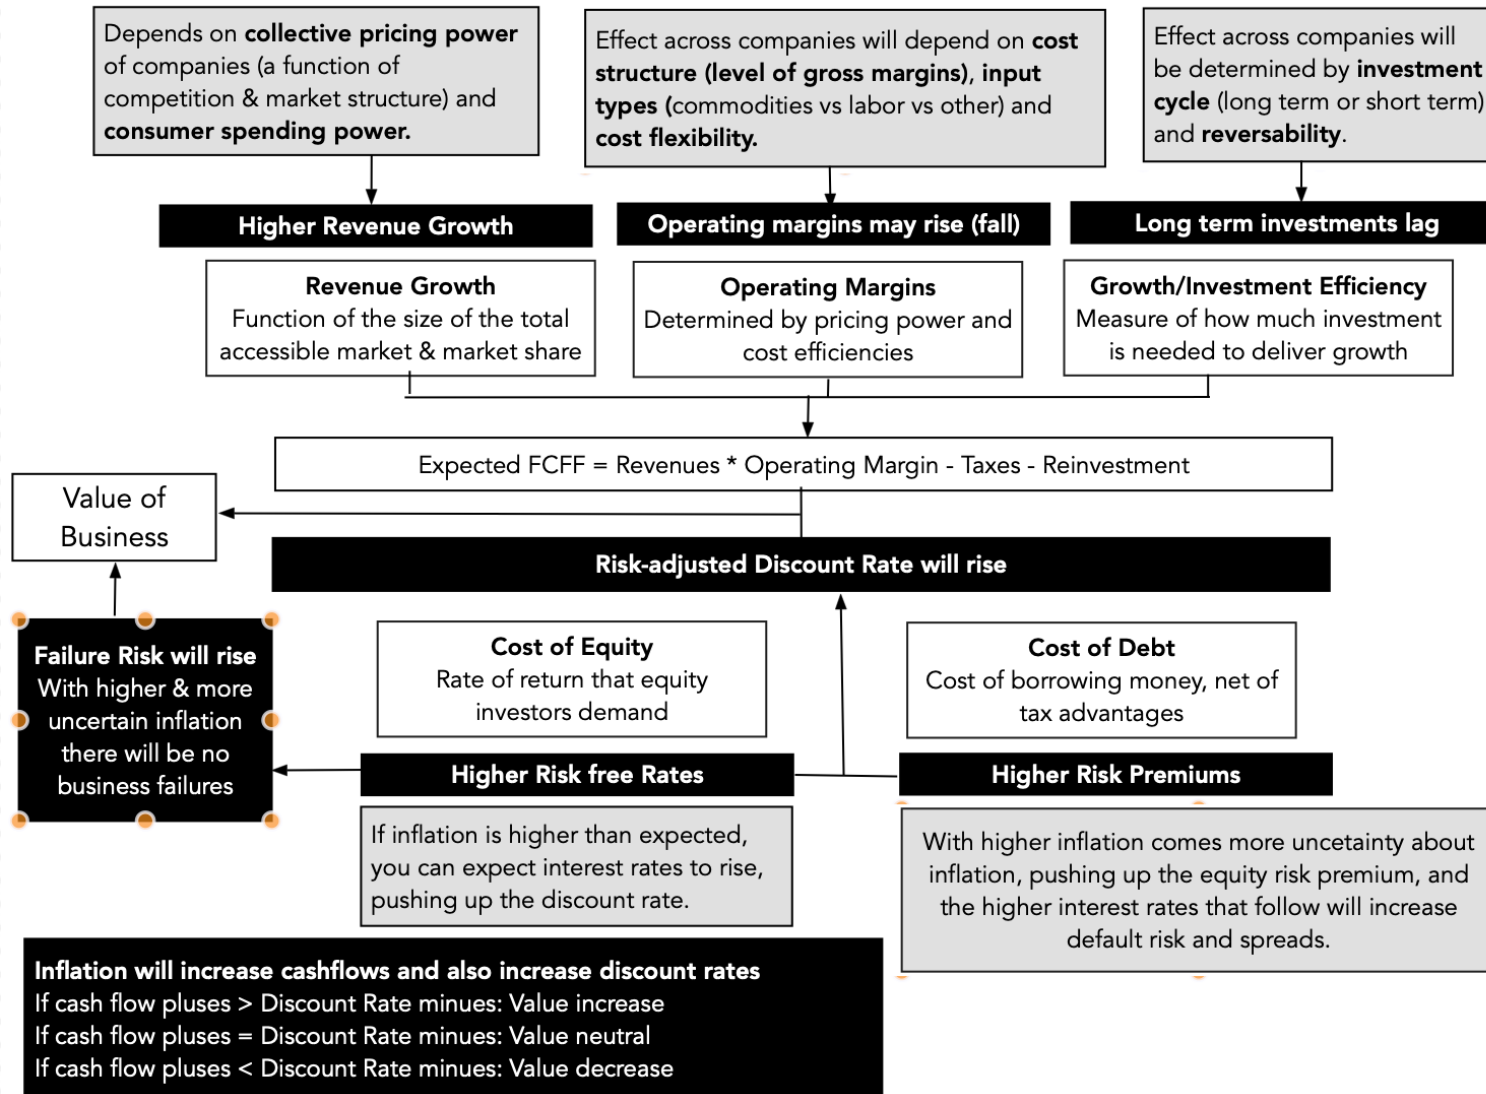 Depends on collective pricing power
of companies (a function of
competition & market structure) and
consumer spending power.
Effect across companies will depend on cost
structure (level of gross margins), input
types (commodities vs labor vs other) and
cost flexibility.
Effect across companies will
be determined by investment
cycle (long term or short term)
and reversability.
Higher Revenue Growth
Operating margins may rise (fall)
Long term investments lag
Revenue Growth
Function of the size of the total
accessible market & market share
Operating Margins
Determined by pricing power and
cost efficiencies
Growth/Investment Efficiency
Measure of how much investment
is needed to deliver growth
Expected FCFF = Revenues * Operating Margin - Taxes - Reinvestment
Value of
Business
Risk-adjusted Discount Rate will rise
Failure Risk will rise
With higher & more
uncertain inflation
there will be no
business failures
Cost of Equity
Rate of return that equity
investors demand
Cost of Debt
Cost of borrowing money, net of
tax advantages
Higher Risk free Rates
Higher Risk Premiums
If inflation is higher than expected,
you can expect interest rates to rise,
pushing up the discount rate.
With higher inflation comes more uncetainty about
inflation, pushing up the equity risk premium, and
the higher interest rates that follow will increase
default risk and spreads.
Inflation will increase cashflows and also increase discount rates
If cash flow pluses > Discount Rate minues: Value increase
If cash flow pluses = Discount Rate minues: Value neutral
If cash flow pluses < Discount Rate minues: Value decrease